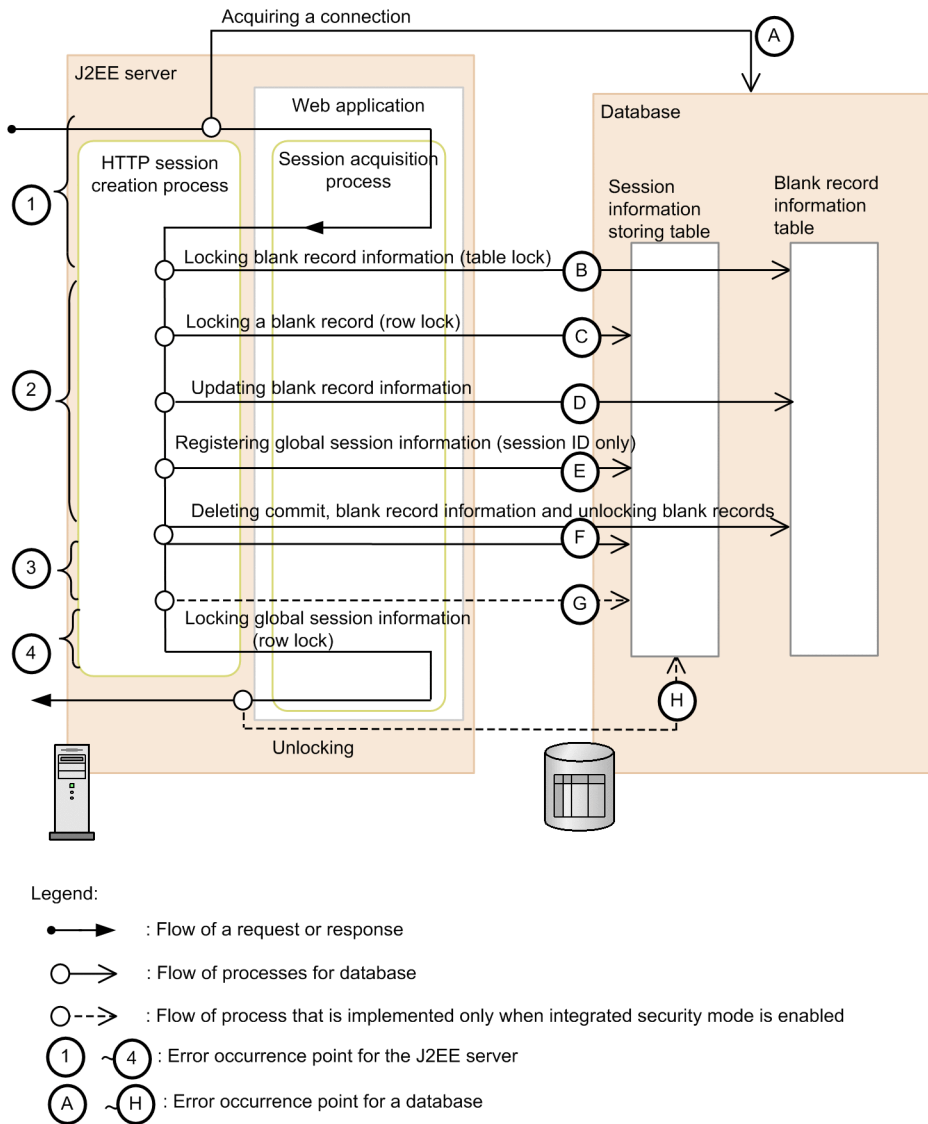 Acquiring a connection
A
J2EE server
Web application
Database
HTTP session
creation process
Session acquisition
process
1
Session
information
storing table
Blank record
information
table
Locking blank record information (table lock)
B
Locking a blank record (row lock)
C
2
Updating blank record information
D
Registering global session information (session ID only)
E
Deleting commit, blank record information and unlocking blank records
F
3
G
Locking global session information
(row lock)
4
H
Unlocking
Legend:
: Flow of a request or response
: Flow of processes for database
: Flow of process that is implemented only when integrated security mode is enabled
1 ~ 4 : Error occurrence point for the J2EE server
A ~ H : Error occurrence point for a database